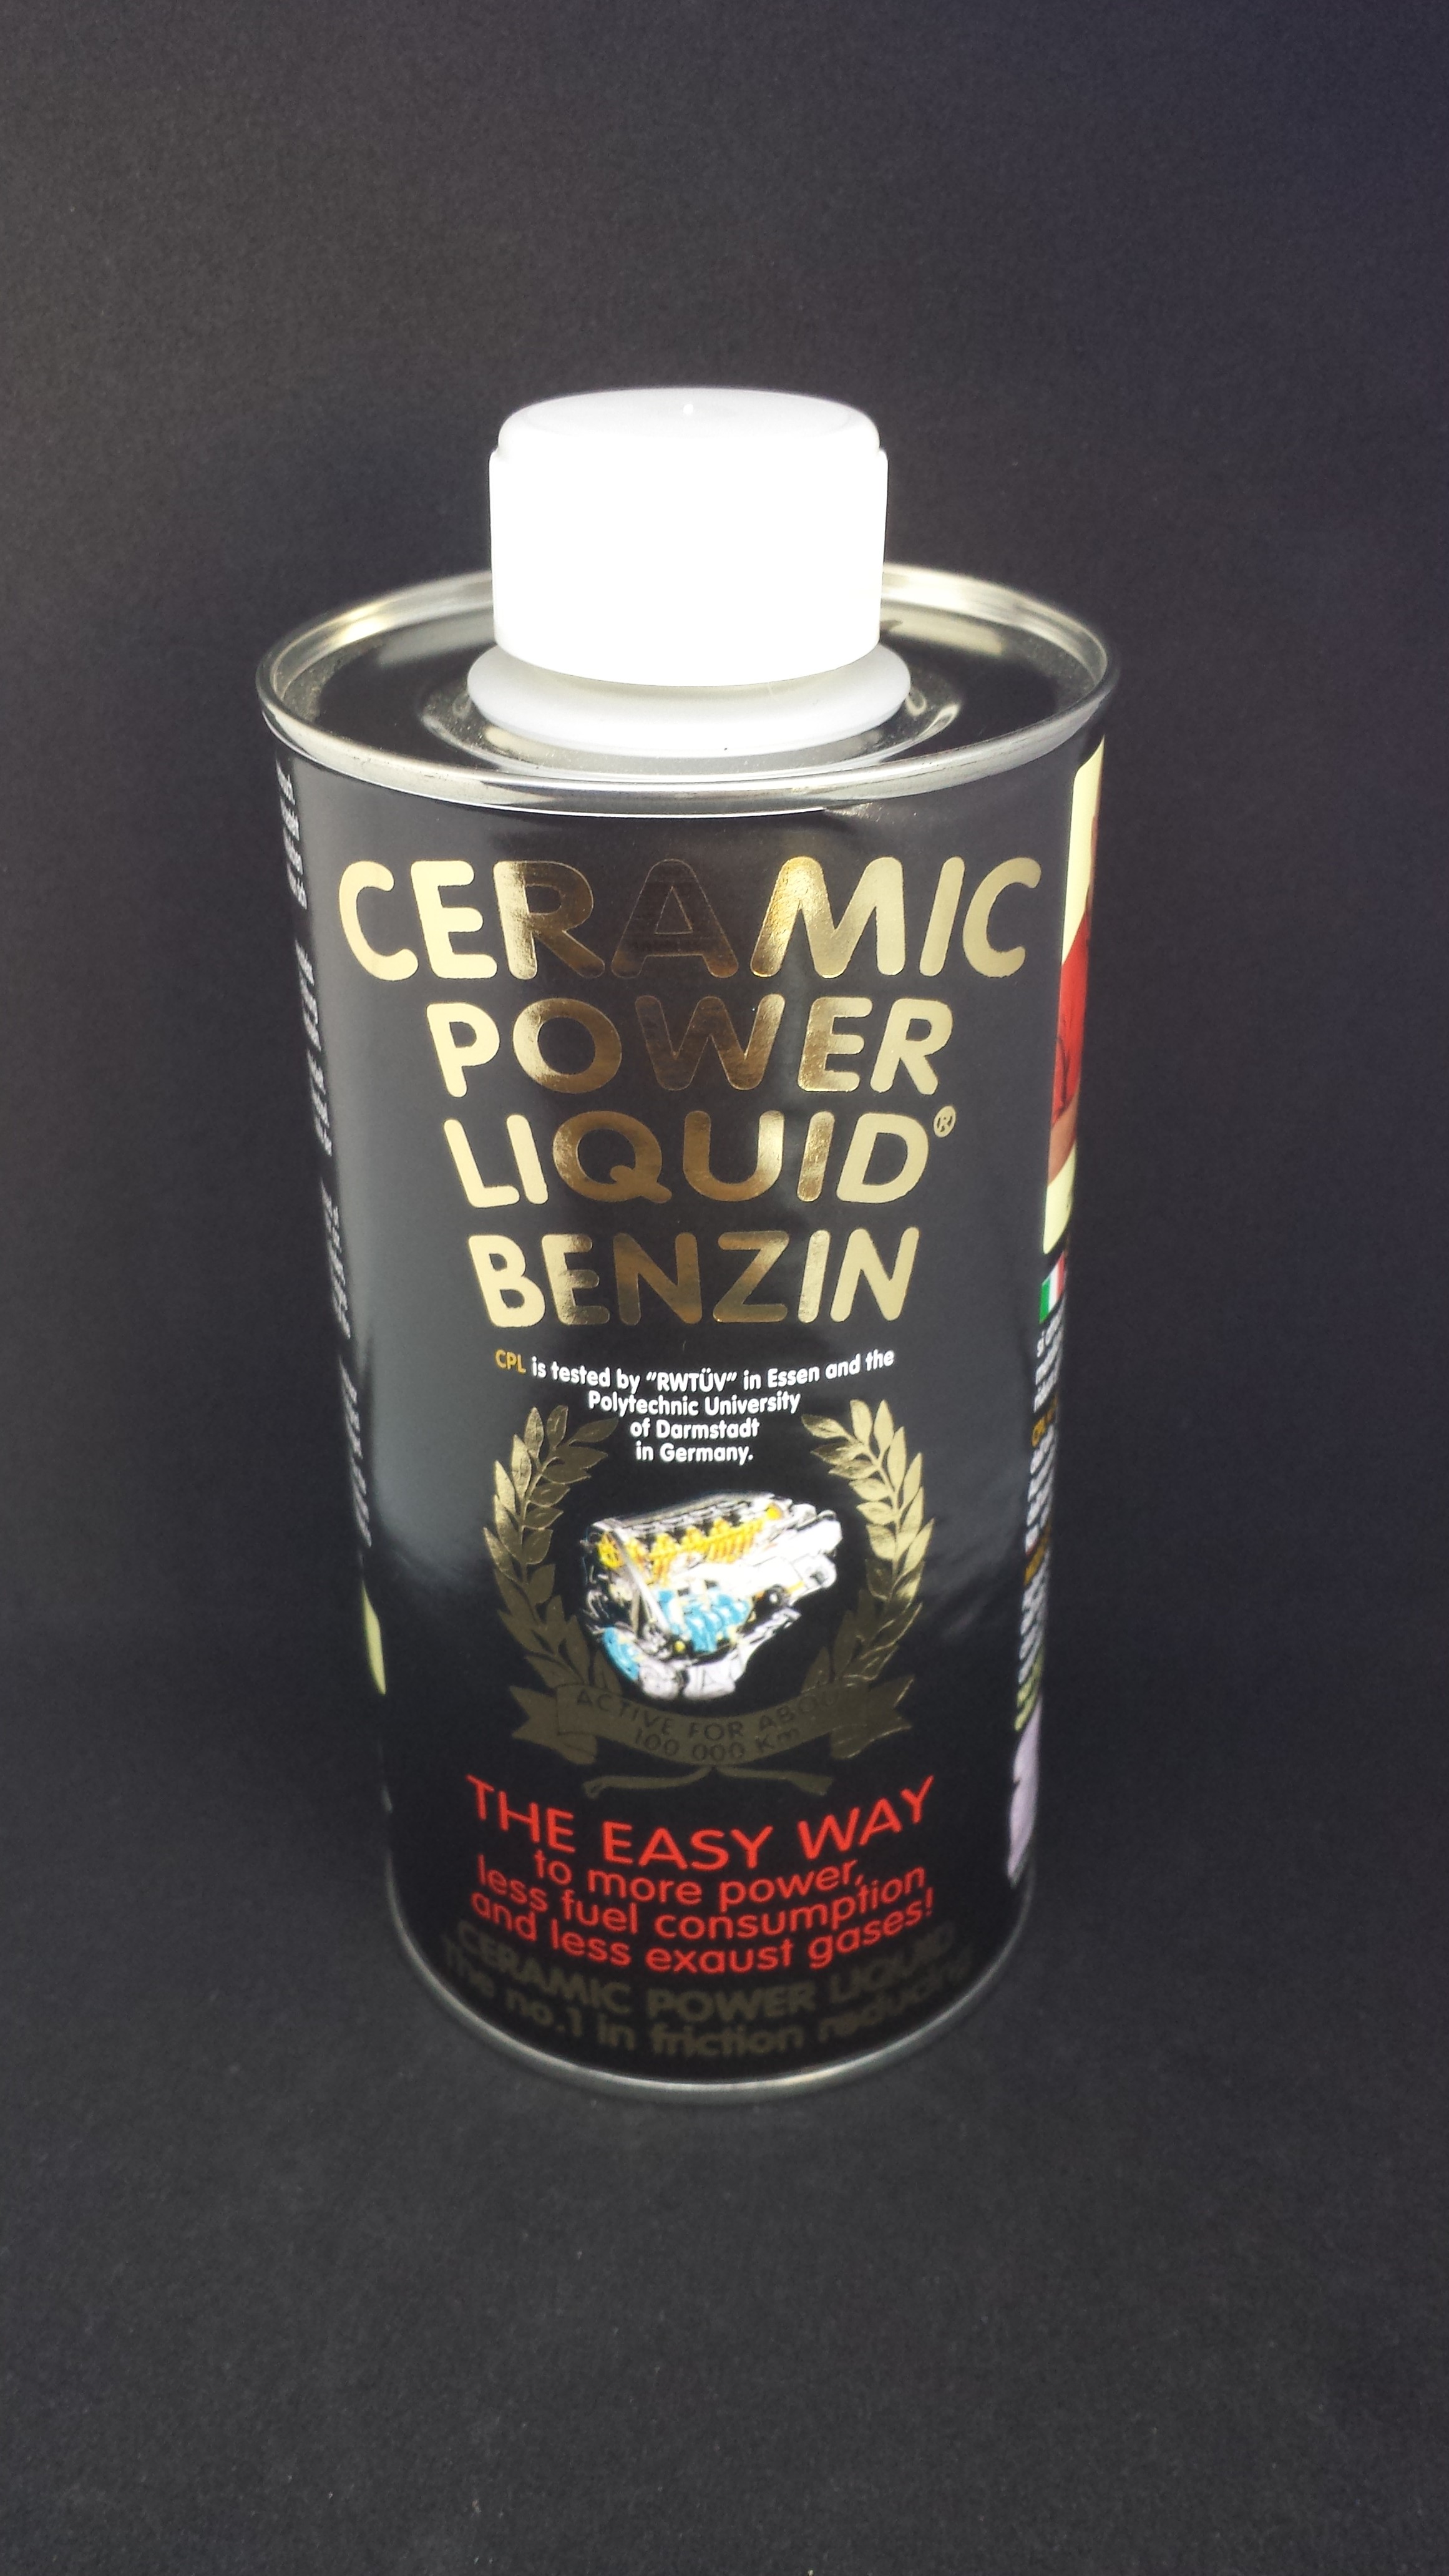 CERAMIC
POWER
LIQUID®
BENZIN
CPL is tested by "RWTÜV" in Essen and the
Polytechnic University
of Darmstadt
in Germany.
ACTIVE FOR ABOUT
100 000 Km
THE EASY WAY
to more power,
less fuel consumption
and less exaust gases!
CERAMIC POWER LIQUID
The no.1 in friction reducing